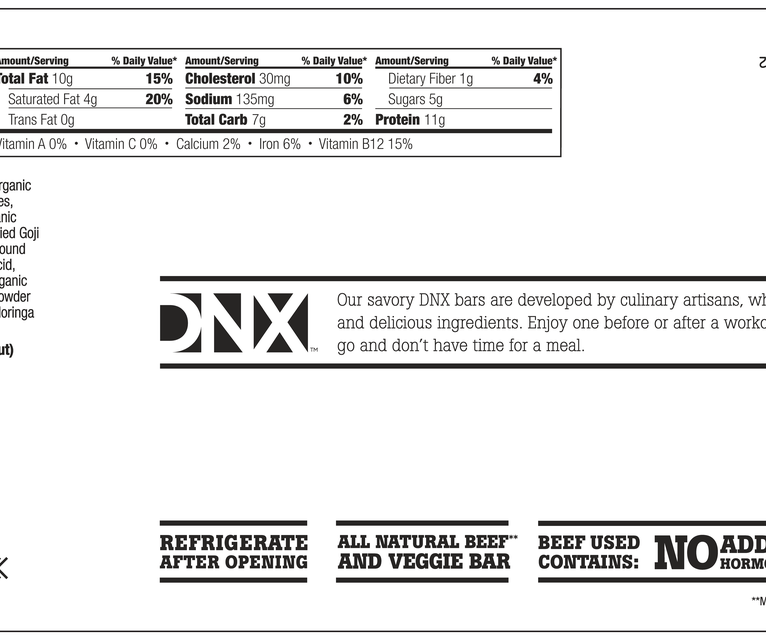 Amount/Serving % Daily Value* Amount/Serving % Daily Value* Amount/Serving % Daily Value*
Total Fat 10g 15% Cholesterol 30mg 10% Dietary Fiber 1g 4%
Saturated Fat 4g 20% Sodium 135mg 6% Sugars 5g
Trans Fat 0g Total Carb 7g 2% Protein 11g
Vitamin A 0% • Vitamin C 0% • Calcium 2% • Iron 6% • Vitamin B12 15%
rganic
es,
nic
ied Goji
ound
cid,
ganic
owder
oringa
ut)
DNX™
Our savory DNX bars are developed by culinary artisans, wh
and delicious ingredients. Enjoy one before or after a worko
go and don't have time for a meal.
REFRIGERATE
AFTER OPENING
ALL NATURAL BEEF**
AND VEGGIE BAR
BEEF USED
CONTAINS:
NO ADD
HORMO
**M